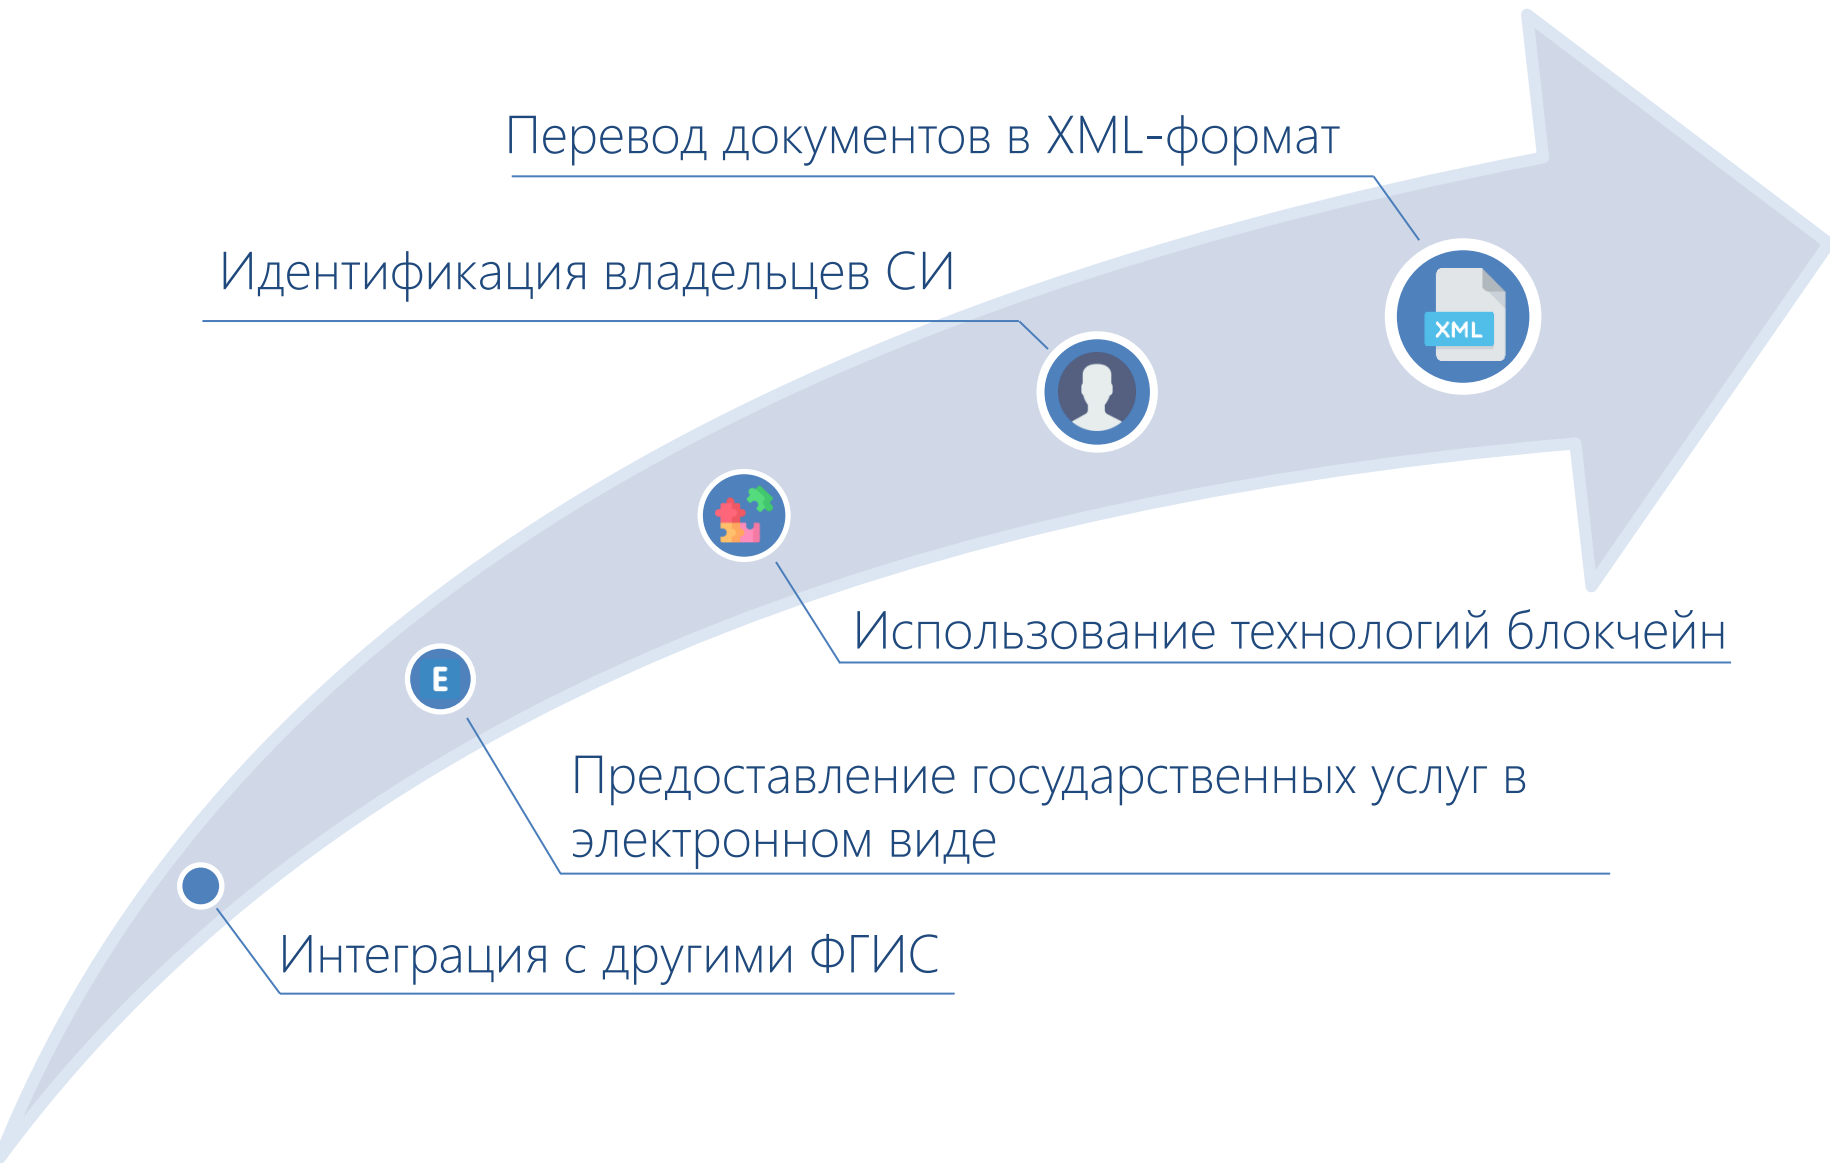 Перевод документов в XML-формат
XML
Идентификация владельцев СИ
Использование технологий блокчейн
E
Предоставление государственных услуг в
электронном виде
Интеграция с другими ФГИС